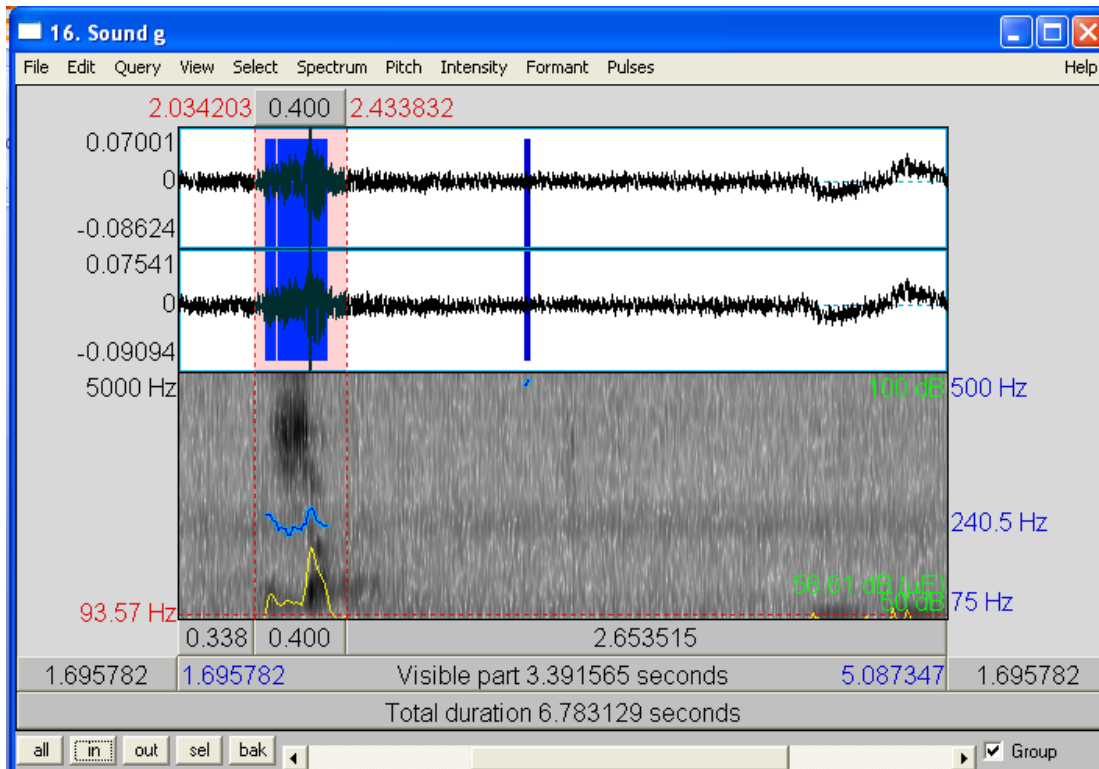 16. Sound g
File Edit Query View Select Spectrum Pitch Intensity Formant Pulses Help
2.034203 0.400 2.433832
0.07001
0
-0.08624
0.07541
0
-0.09094
5000 Hz 100 dB 500 Hz
240.5 Hz
56.61 dB (µE)
93.57 Hz 50 dB 75 Hz
0.338 0.400 2.653515
1.695782 1.695782 Visible part 3.391565 seconds 5.087347 1.695782
Total duration 6.783129 seconds
all in out sel bak Group